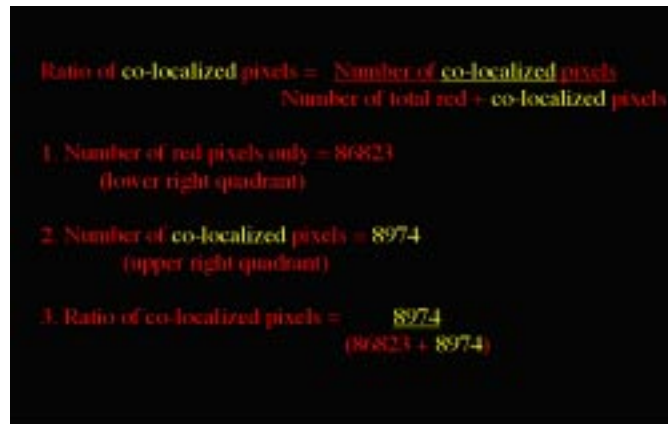 Ratio of co-localized pixels = Number of co-localized pixels
Number of total red + co-localized pixels
1. Number of red pixels only = 86823
(lower right quadrant)
2. Number of co-localized pixels = 8974
(upper right quadrant)
3. Ratio of co-localized pixels = 8974
(86823 + 8974)